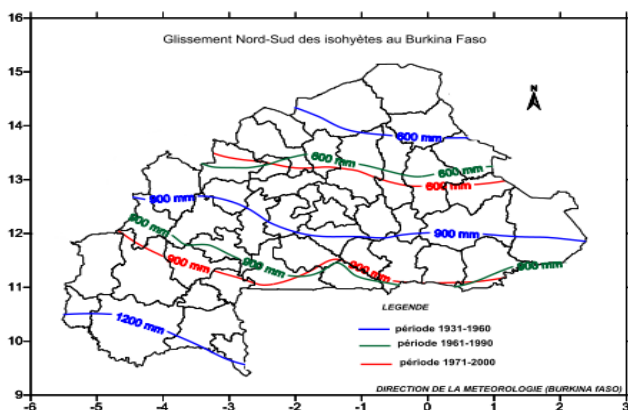 Glissement Nord-Sud des isohyètes au Burkina Faso
N
16
15
14
13
12
11
10
9
-6 -5 -4 -3 -2 -1 0 1 2 3
600 mm
600 mm
600 mm
600 mm
900 mm
900 mm
900 mm
900 mm
900 mm
900 mm
900 mm
900 mm
1200 mm
LEGENDE
période 1931-1960
période 1961-1990
période 1971-2000
DIRECTION DE LA METEOROLOGIE (BURKINA fASO)